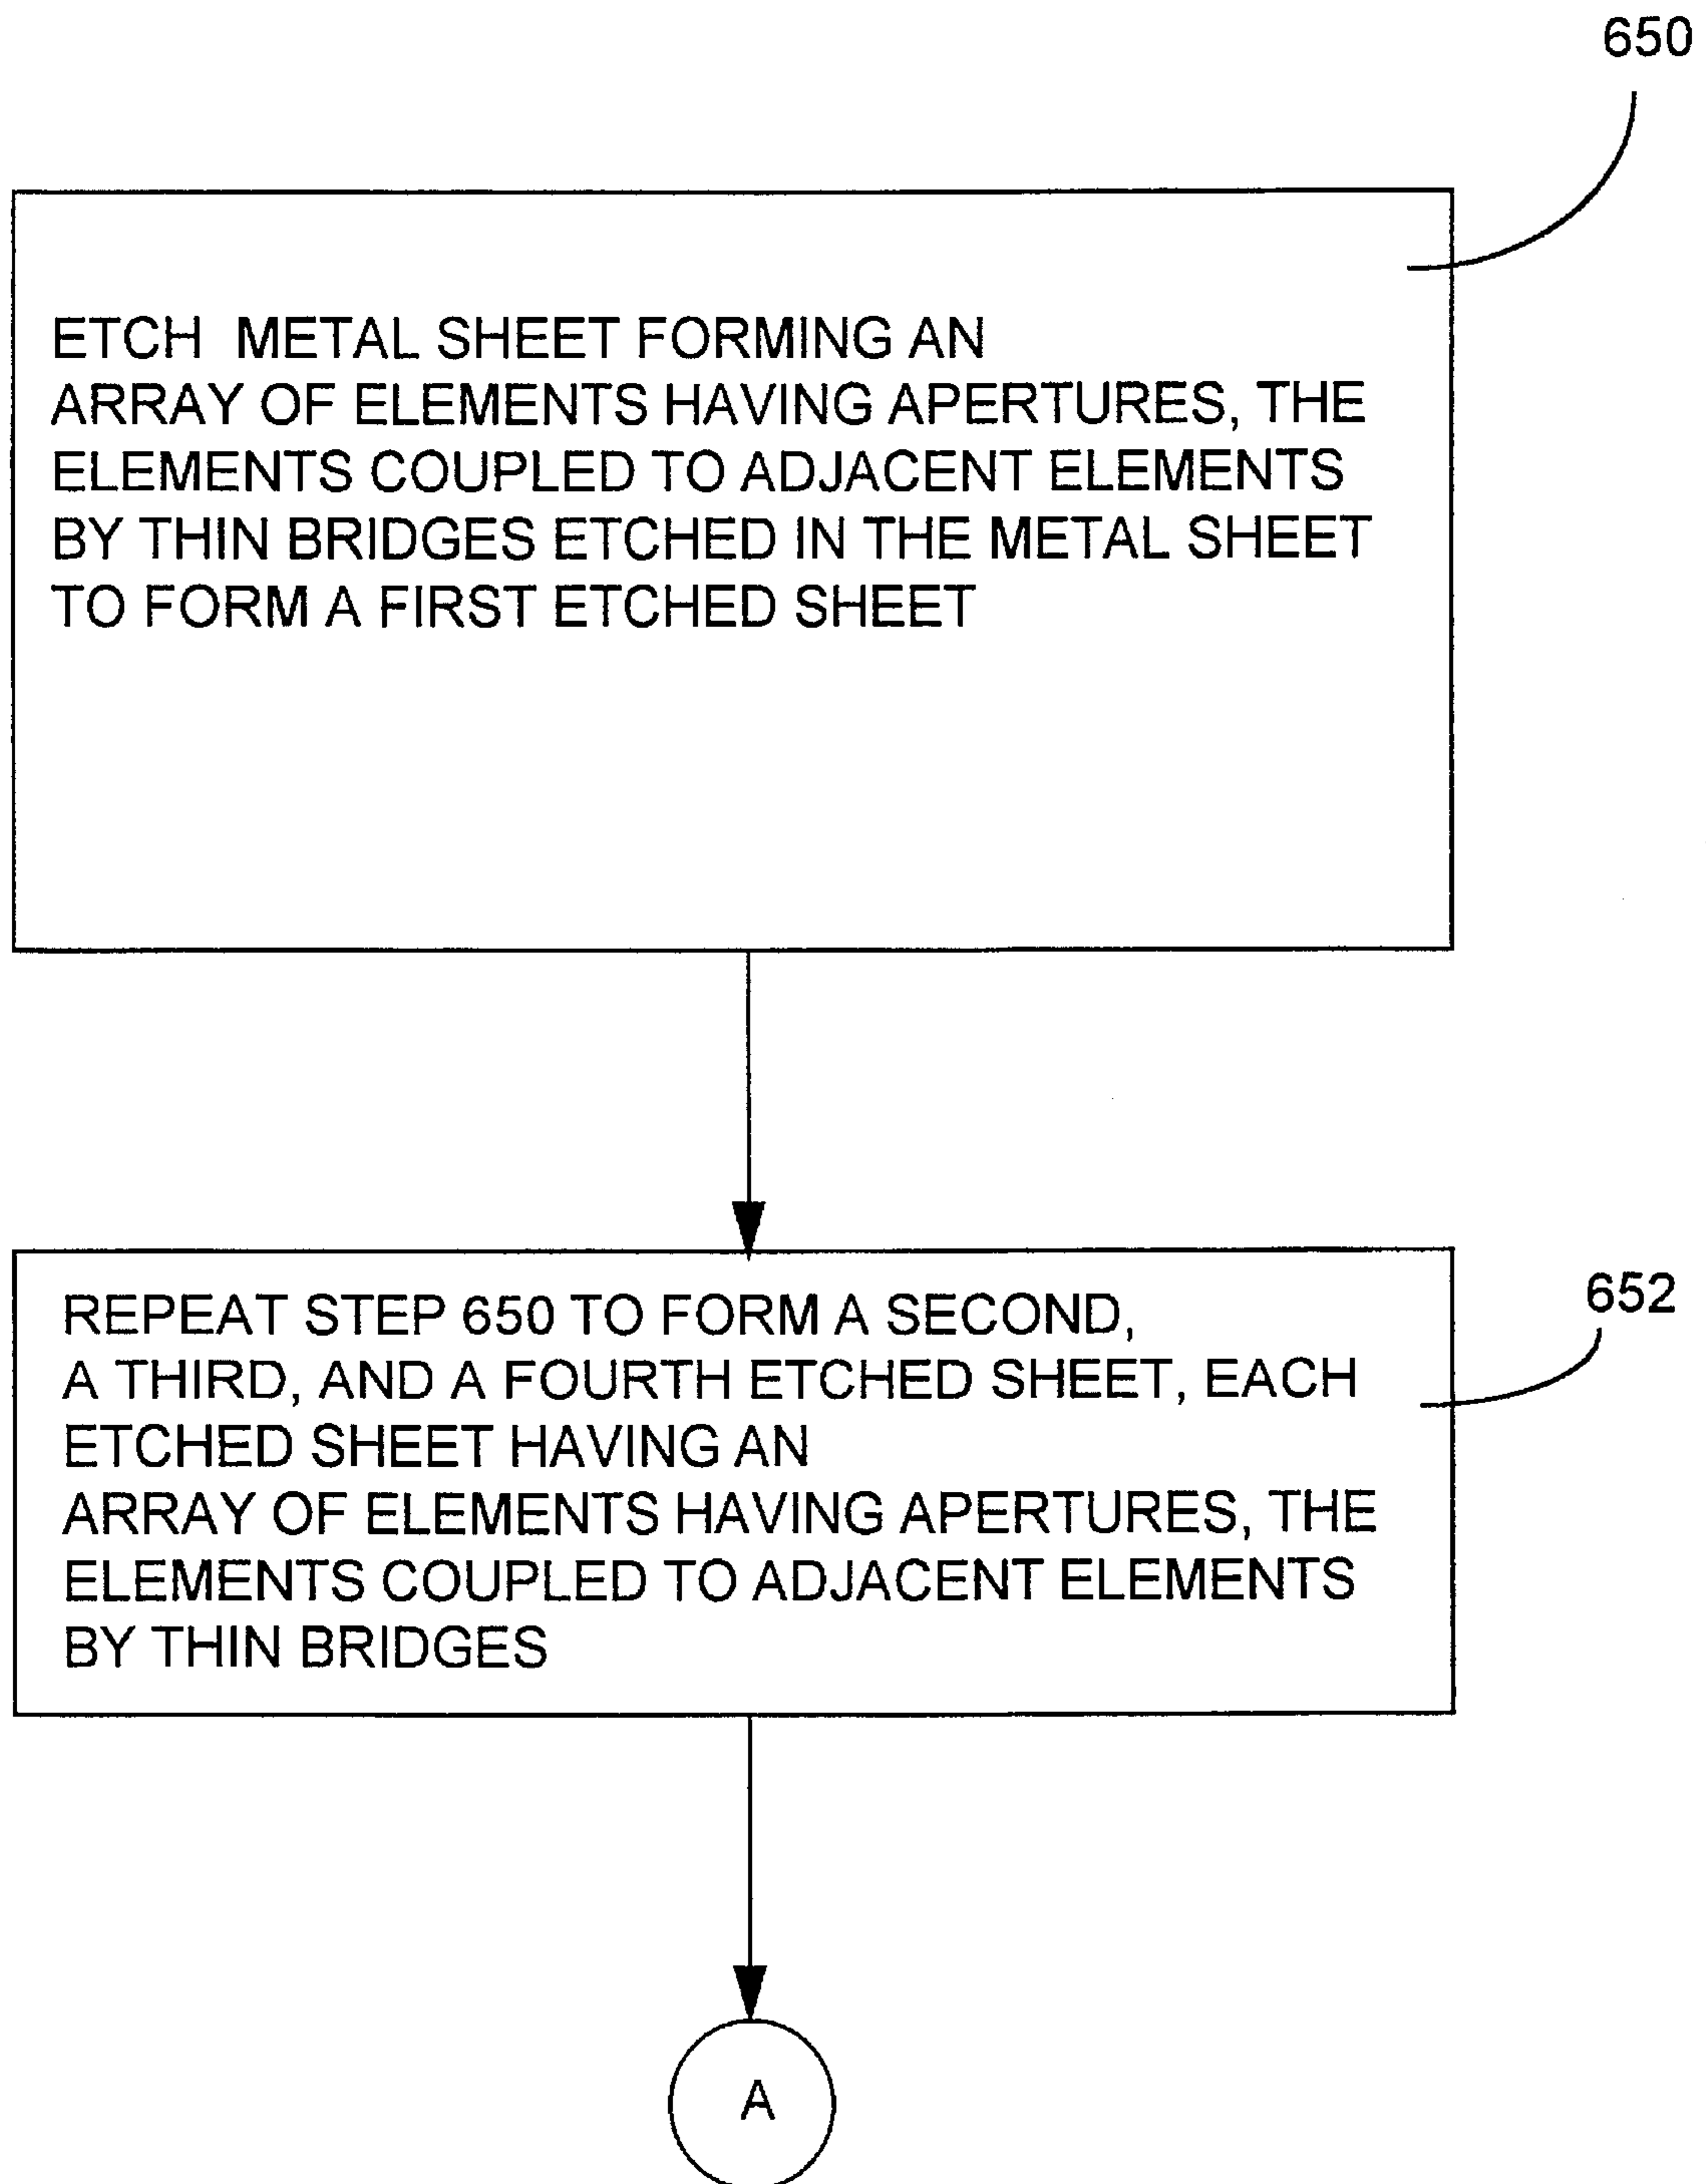 650
ETCH METAL SHEET FORMING AN
ARRAY OF ELEMENTS HAVING APERTURES, THE
ELEMENTS COUPLED TO ADJACENT ELEMENTS
BY THIN BRIDGES ETCHED IN THE METAL SHEET
TO FORM A FIRST ETCHED SHEET
652
REPEAT STEP 650 TO FORM A SECOND,
A THIRD, AND A FOURTH ETCHED SHEET, EACH
ETCHED SHEET HAVING AN
ARRAY OF ELEMENTS HAVING APERTURES, THE
ELEMENTS COUPLED TO ADJACENT ELEMENTS
BY THIN BRIDGES
A